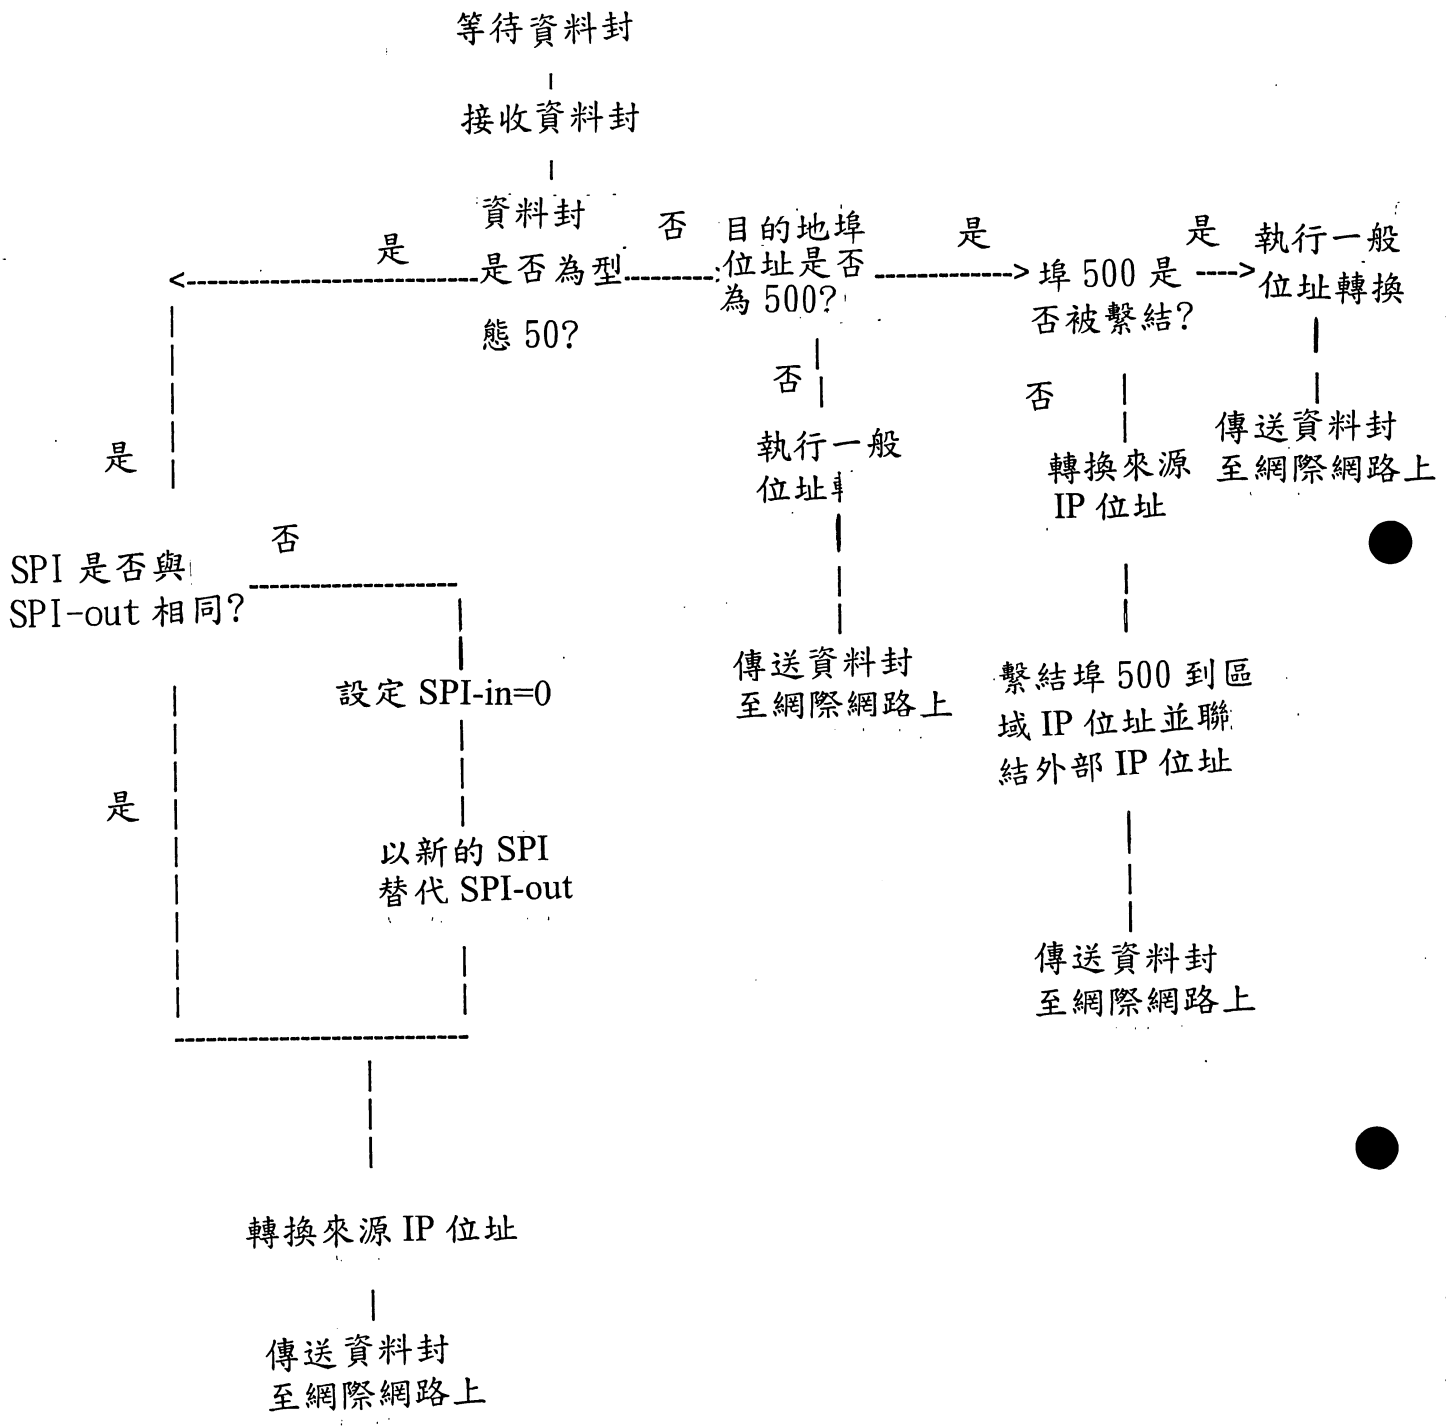 等待資料封
接收資料封
資料封
是否為型
態 50?
是
否
目的地埠
位址是否
為 500?
是
埠 500 是
否被繫結?
是
執行一般
位址轉換
傳送資料封
至網際網路上
否
執行一般
位址
傳送資料封
至網際網路上
否
轉換來源
IP 位址
繫結埠 500 到區
域 IP 位址並聯
結外部 IP 位址
傳送資料封
至網際網路上
是
SPI 是否與
SPI-out 相同?
否
設定 SPI-in=0
以新的 SPI
替代 SPI-out
是
轉換來源 IP 位址
傳送資料封
至網際網路上